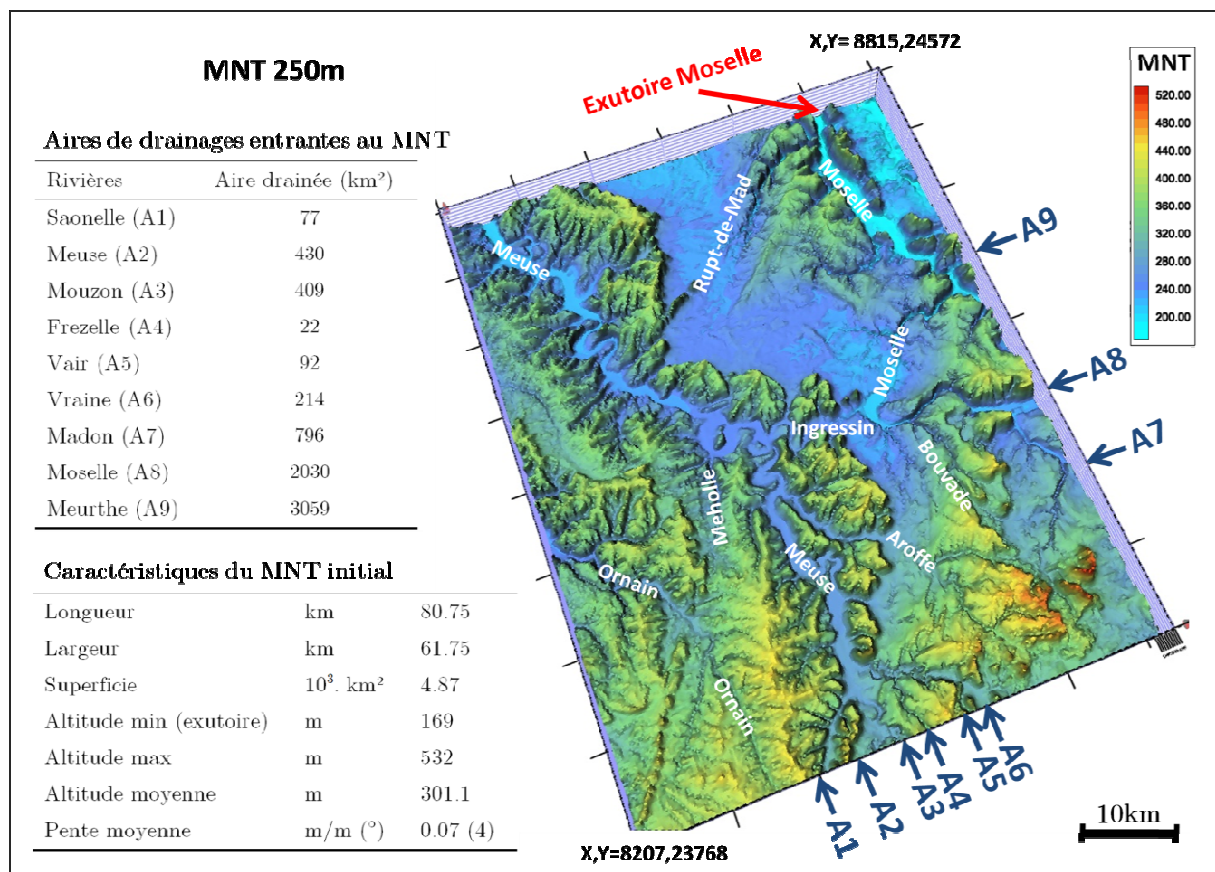 MNT 250m
Aires de drainages entrantes au MNT
Rivières Aire drainée (km²)
Saonelle (A1) 77
Meuse (A2) 430
Mouzon (A3) 409
Frezelle (A4) 22
Vair (A5) 92
Vraine (A6) 214
Madon (A7) 796
Moselle (A8) 2030
Meurthe (A9) 3059
Caractéristiques du MNT initial
Longueur km 80.75
Largeur km 61.75
Superficie 10³. km² 4.87
Altitude min (exutoire) m 169
Altitude max m 532
Altitude moyenne m 301.1
Pente moyenne m/m (°) 0.07 (4)
X,Y= 8815,24572
Exutoire Moselle
MNT
520.00
480.00
440.00
400.00
360.00
320.00
280.00
240.00
200.00
Moselle
Rupt-de-Mad
Meuse
A9
Moselle
A8
Ingressin
A7
Bouvade
Meholle
Aroffe
Meuse
Ornain
Ornain
A6
A5
A4
A3
A2
A1
10km
X,Y=8207,23768